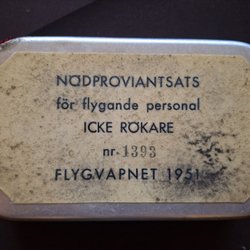 NÖDPROVIANTSATS
för flygande personal
ICKE RÖKARE
nr. 1393
FLYGVAPNET 1951